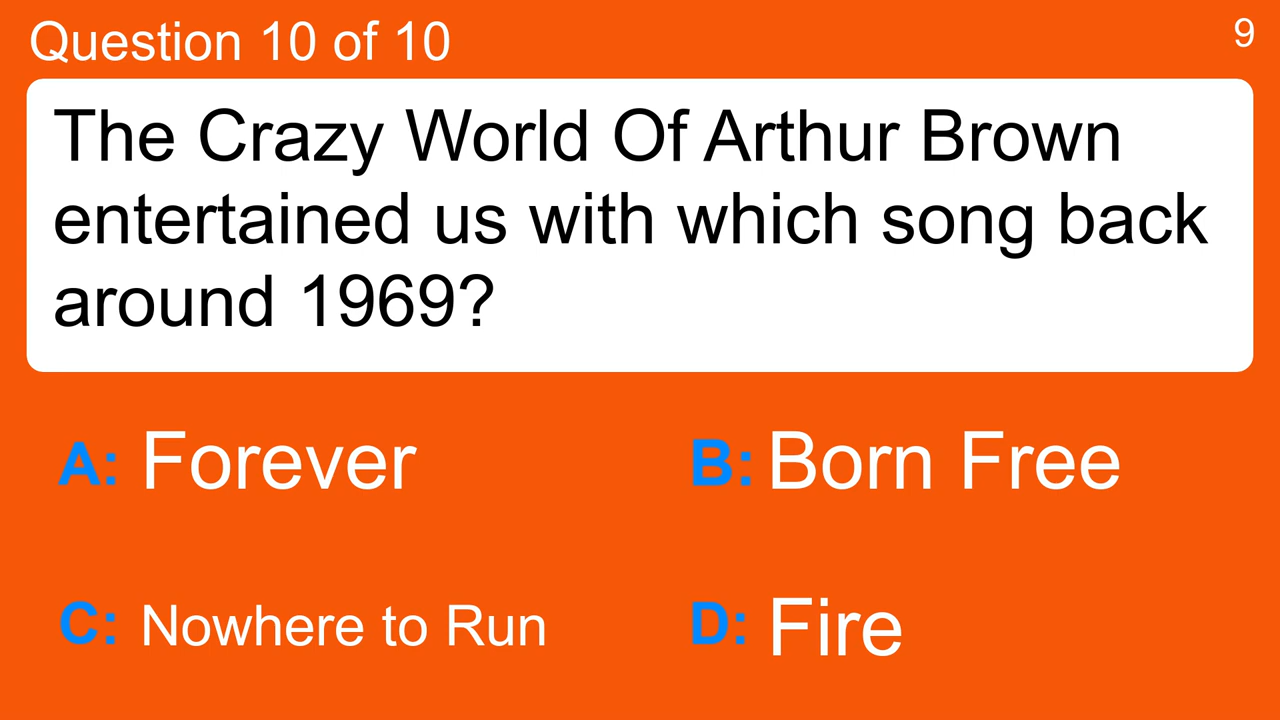 Question 10 of 10
9
The Crazy World Of Arthur Brown
entertained us with which song back
around 1969?
A: Forever
B: Born Free
C: Nowhere to Run
D: Fire